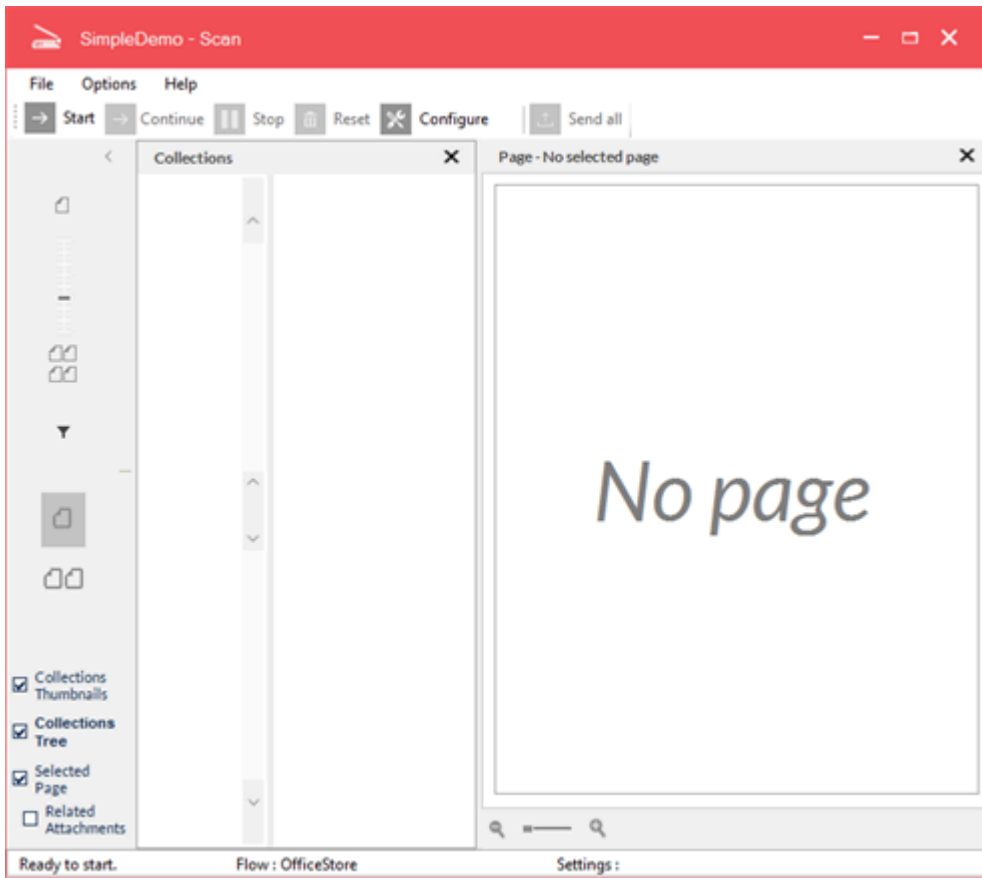 SimpleDemo - Scan
File Options Help
Start Continue Stop Reset Configure Send all
Collections
Page - No selected page
No page
Collections
Thumbnails
Collections
Tree
Selected
Page
Related
Attachments
Ready to start. Flow : OfficeStore Settings :